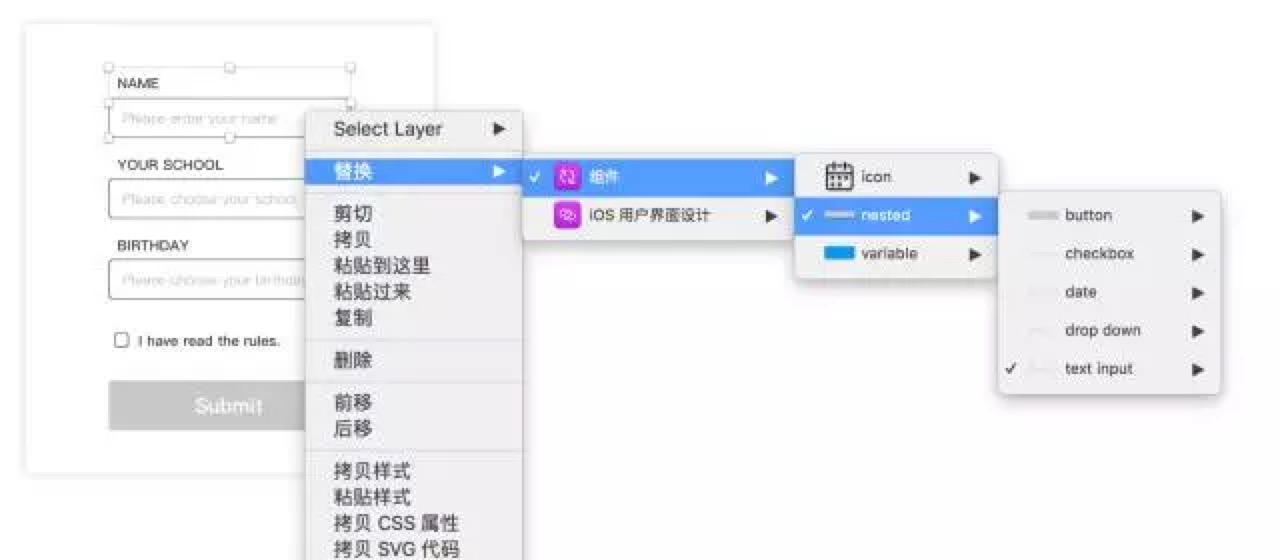 NAME
Please enter your name
YOUR SCHOOL
Please choose your school
BIRTHDAY
Please choose your birthday
I have read the rules.
Submit
Select Layer
替换
剪切
拷贝
粘贴到这里
粘贴过来
复制
删除
前移
后移
拷贝样式
粘贴样式
拷贝 CSS 属性
拷贝 SVG 代码
组件
iOS 用户界面设计
icon
nested
variable
button
checkbox
date
drop down
text input